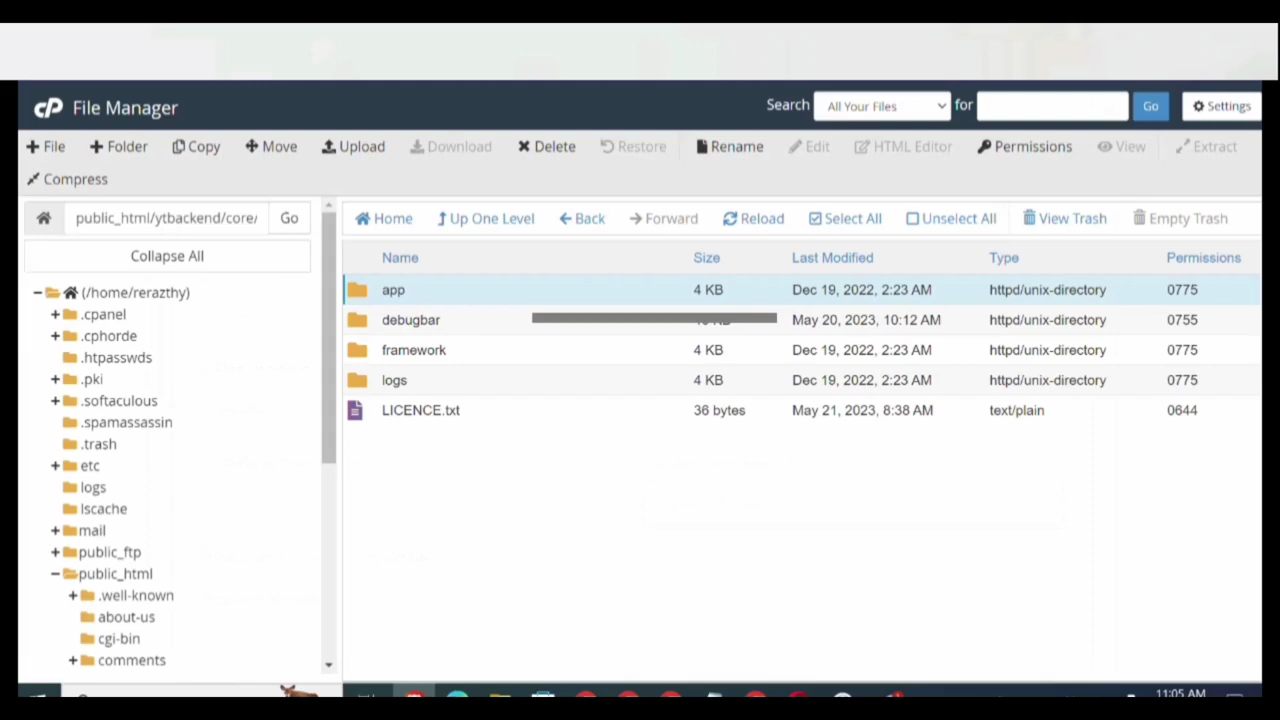 cP File Manager
Search All Your Files for Go Settings
File Folder Copy Move Upload Download Delete Restore Rename Edit HTML Editor Permissions View Extract
Compress
public_html/ytbackend/core/ Go
Home Up One Level Back Forward Reload Select All Unselect All View Trash Empty Trash
Collapse All
Name Size Last Modified Type Permissions
(/home/rerazthy)
.cpanel
.cphorde
.htpasswds
.pki
.softaculous
.spamassassin
.trash
etc
logs
lscache
mail
public_ftp
public_html
.well-known
about-us
cgi-bin
comments
app 4 KB Dec 19, 2022, 2:23 AM httpd/unix-directory 0775
debugbar May 20, 2023, 10:12 AM httpd/unix-directory 0755
framework 4 KB Dec 19, 2022, 2:23 AM httpd/unix-directory 0775
logs 4 KB Dec 19, 2022, 2:23 AM httpd/unix-directory 0775
LICENCE.txt 36 bytes May 21, 2023, 8:38 AM text/plain 0644
11:05 AM